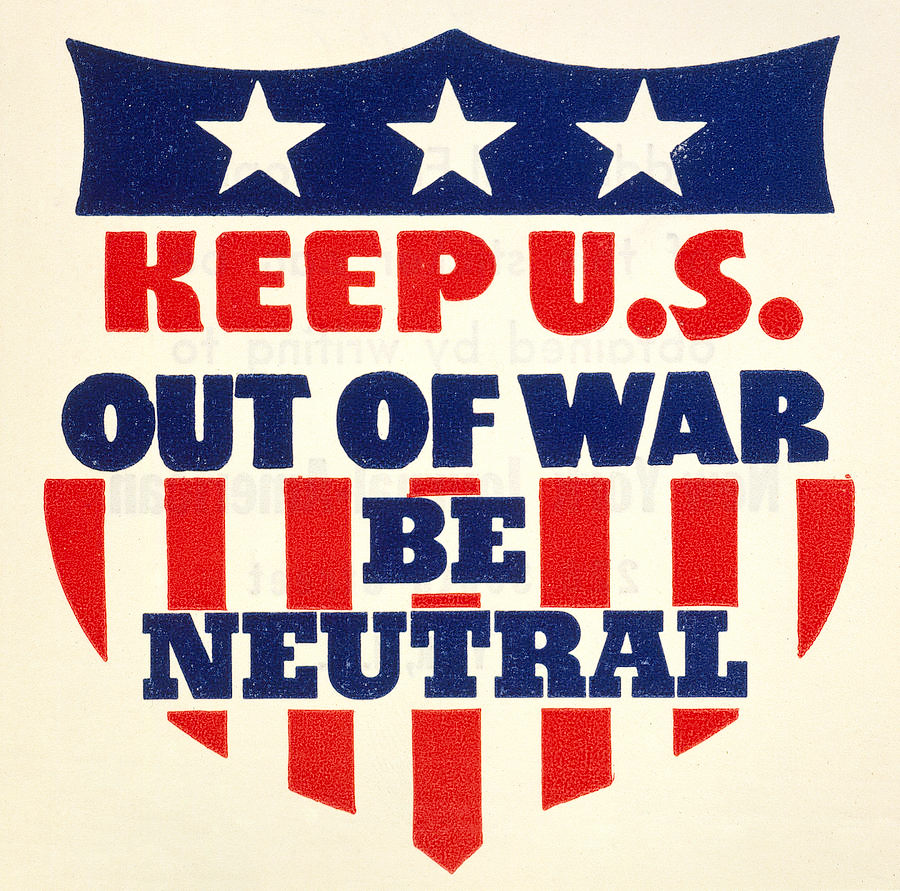 KEEP U.S.
OUT OF WAR
BE
NEUTRAL